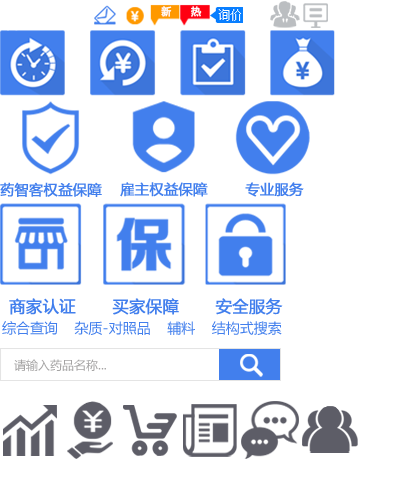 新 热 询价
药智客权益保障 雇主权益保障 专业服务
保
商家认证 买家保障 安全服务
综合查询 杂质-对照品 辅料 结构式搜索
请输入药品名称...